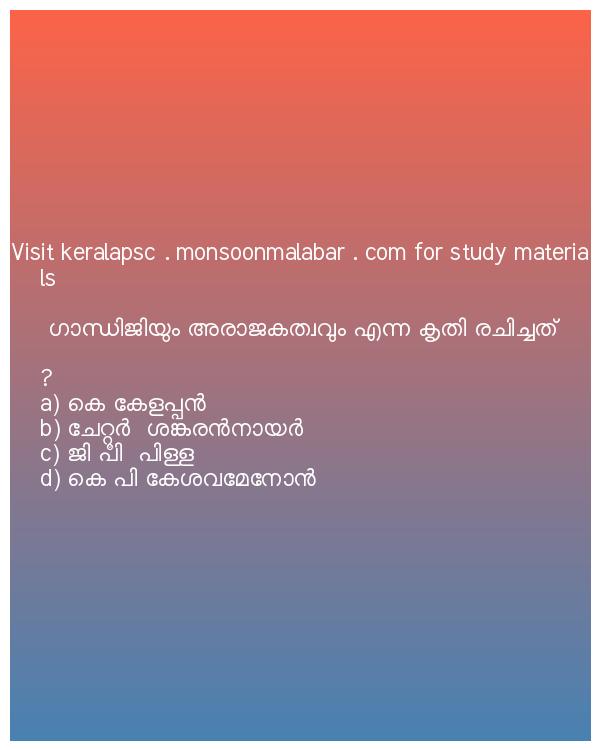 Visit keralapsc . monsoonmalabar . com for study materia
ls
ഗാന്ധിജിയും അരാജകത്വവും എന്ന കൃതി രചിച്ചത്
?
a) കെ കേളപ്പൻ
b) ചേറ്റൂർ ശങ്കരൻനായർ
c) ജി പി പിള്ള
d) കെ പി കേശവമേനോൻ